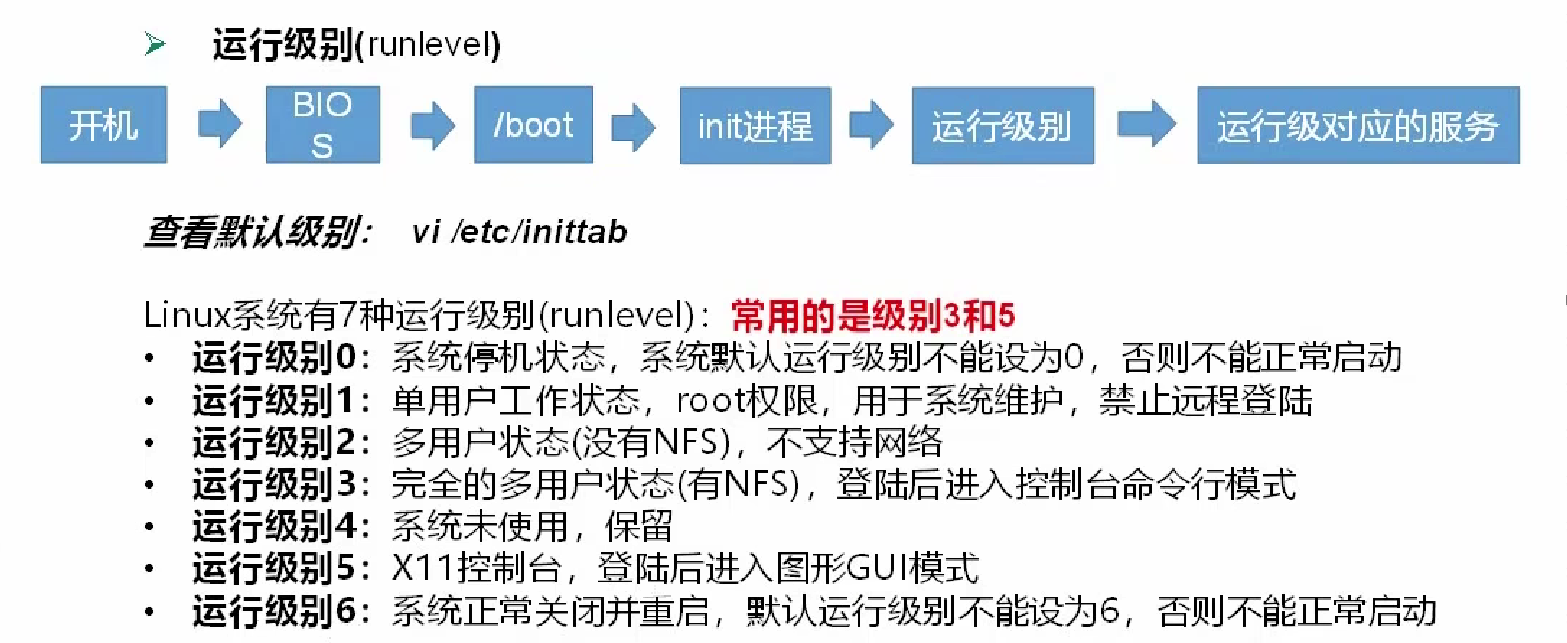 运行级别(runlevel)
开机
BIO
S
/boot
init进程
运行级别
运行级对应的服务
查看默认级别： vi /etc/inittab
Linux系统有7种运行级别(runlevel)：常用的是级别3和5
• 运行级别0：系统停机状态，系统默认运行级别不能设为0，否则不能正常启动
• 运行级别1：单用户工作状态，root权限，用于系统维护，禁止远程登陆
• 运行级别2：多用户状态(没有NFS)，不支持网络
• 运行级别3：完全的多用户状态(有NFS)，登陆后进入控制台命令行模式
• 运行级别4：系统未使用，保留
• 运行级别5：X11控制台，登陆后进入图形GUI模式
• 运行级别6：系统正常关闭并重启，默认运行级别不能设为6，否则不能正常启动